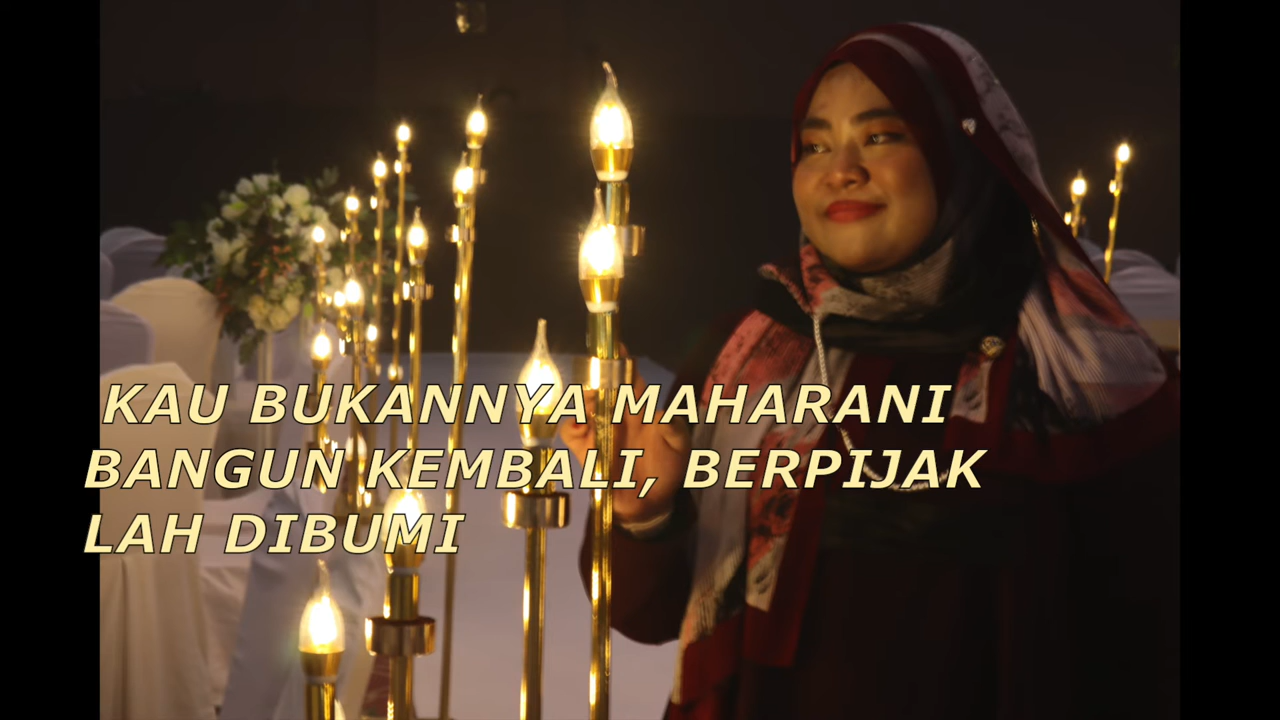 KAU BUKANNYA MAHARANI
BANGUN KEMBALI, BERPIJAK
LAH DIBUMI